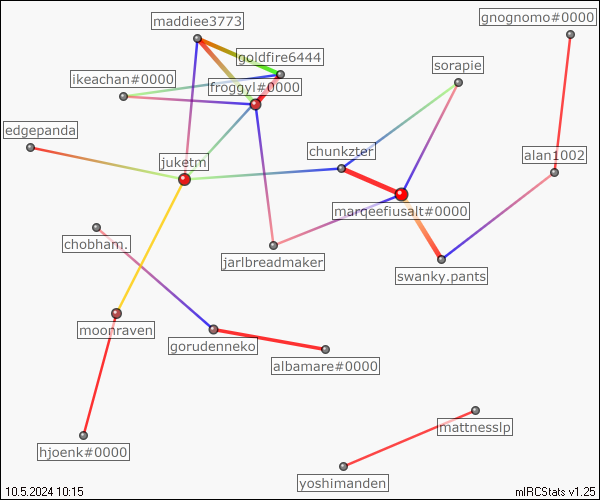 maddiee3773
gnognomo#0000
goldfire6444
sorapie
ikeachan#0000
froggyl#0000
edgepanda
chunkzter
alan1002
juketm
marqeefiusalt#0000
chobham.
jarlbreadmaker
swanky.pants
moonraven
gorudenneko
albamare#0000
mattnesslp
hjoenk#0000
yoshimanden
10.5.2024 10:15
mIRCStats v1.25